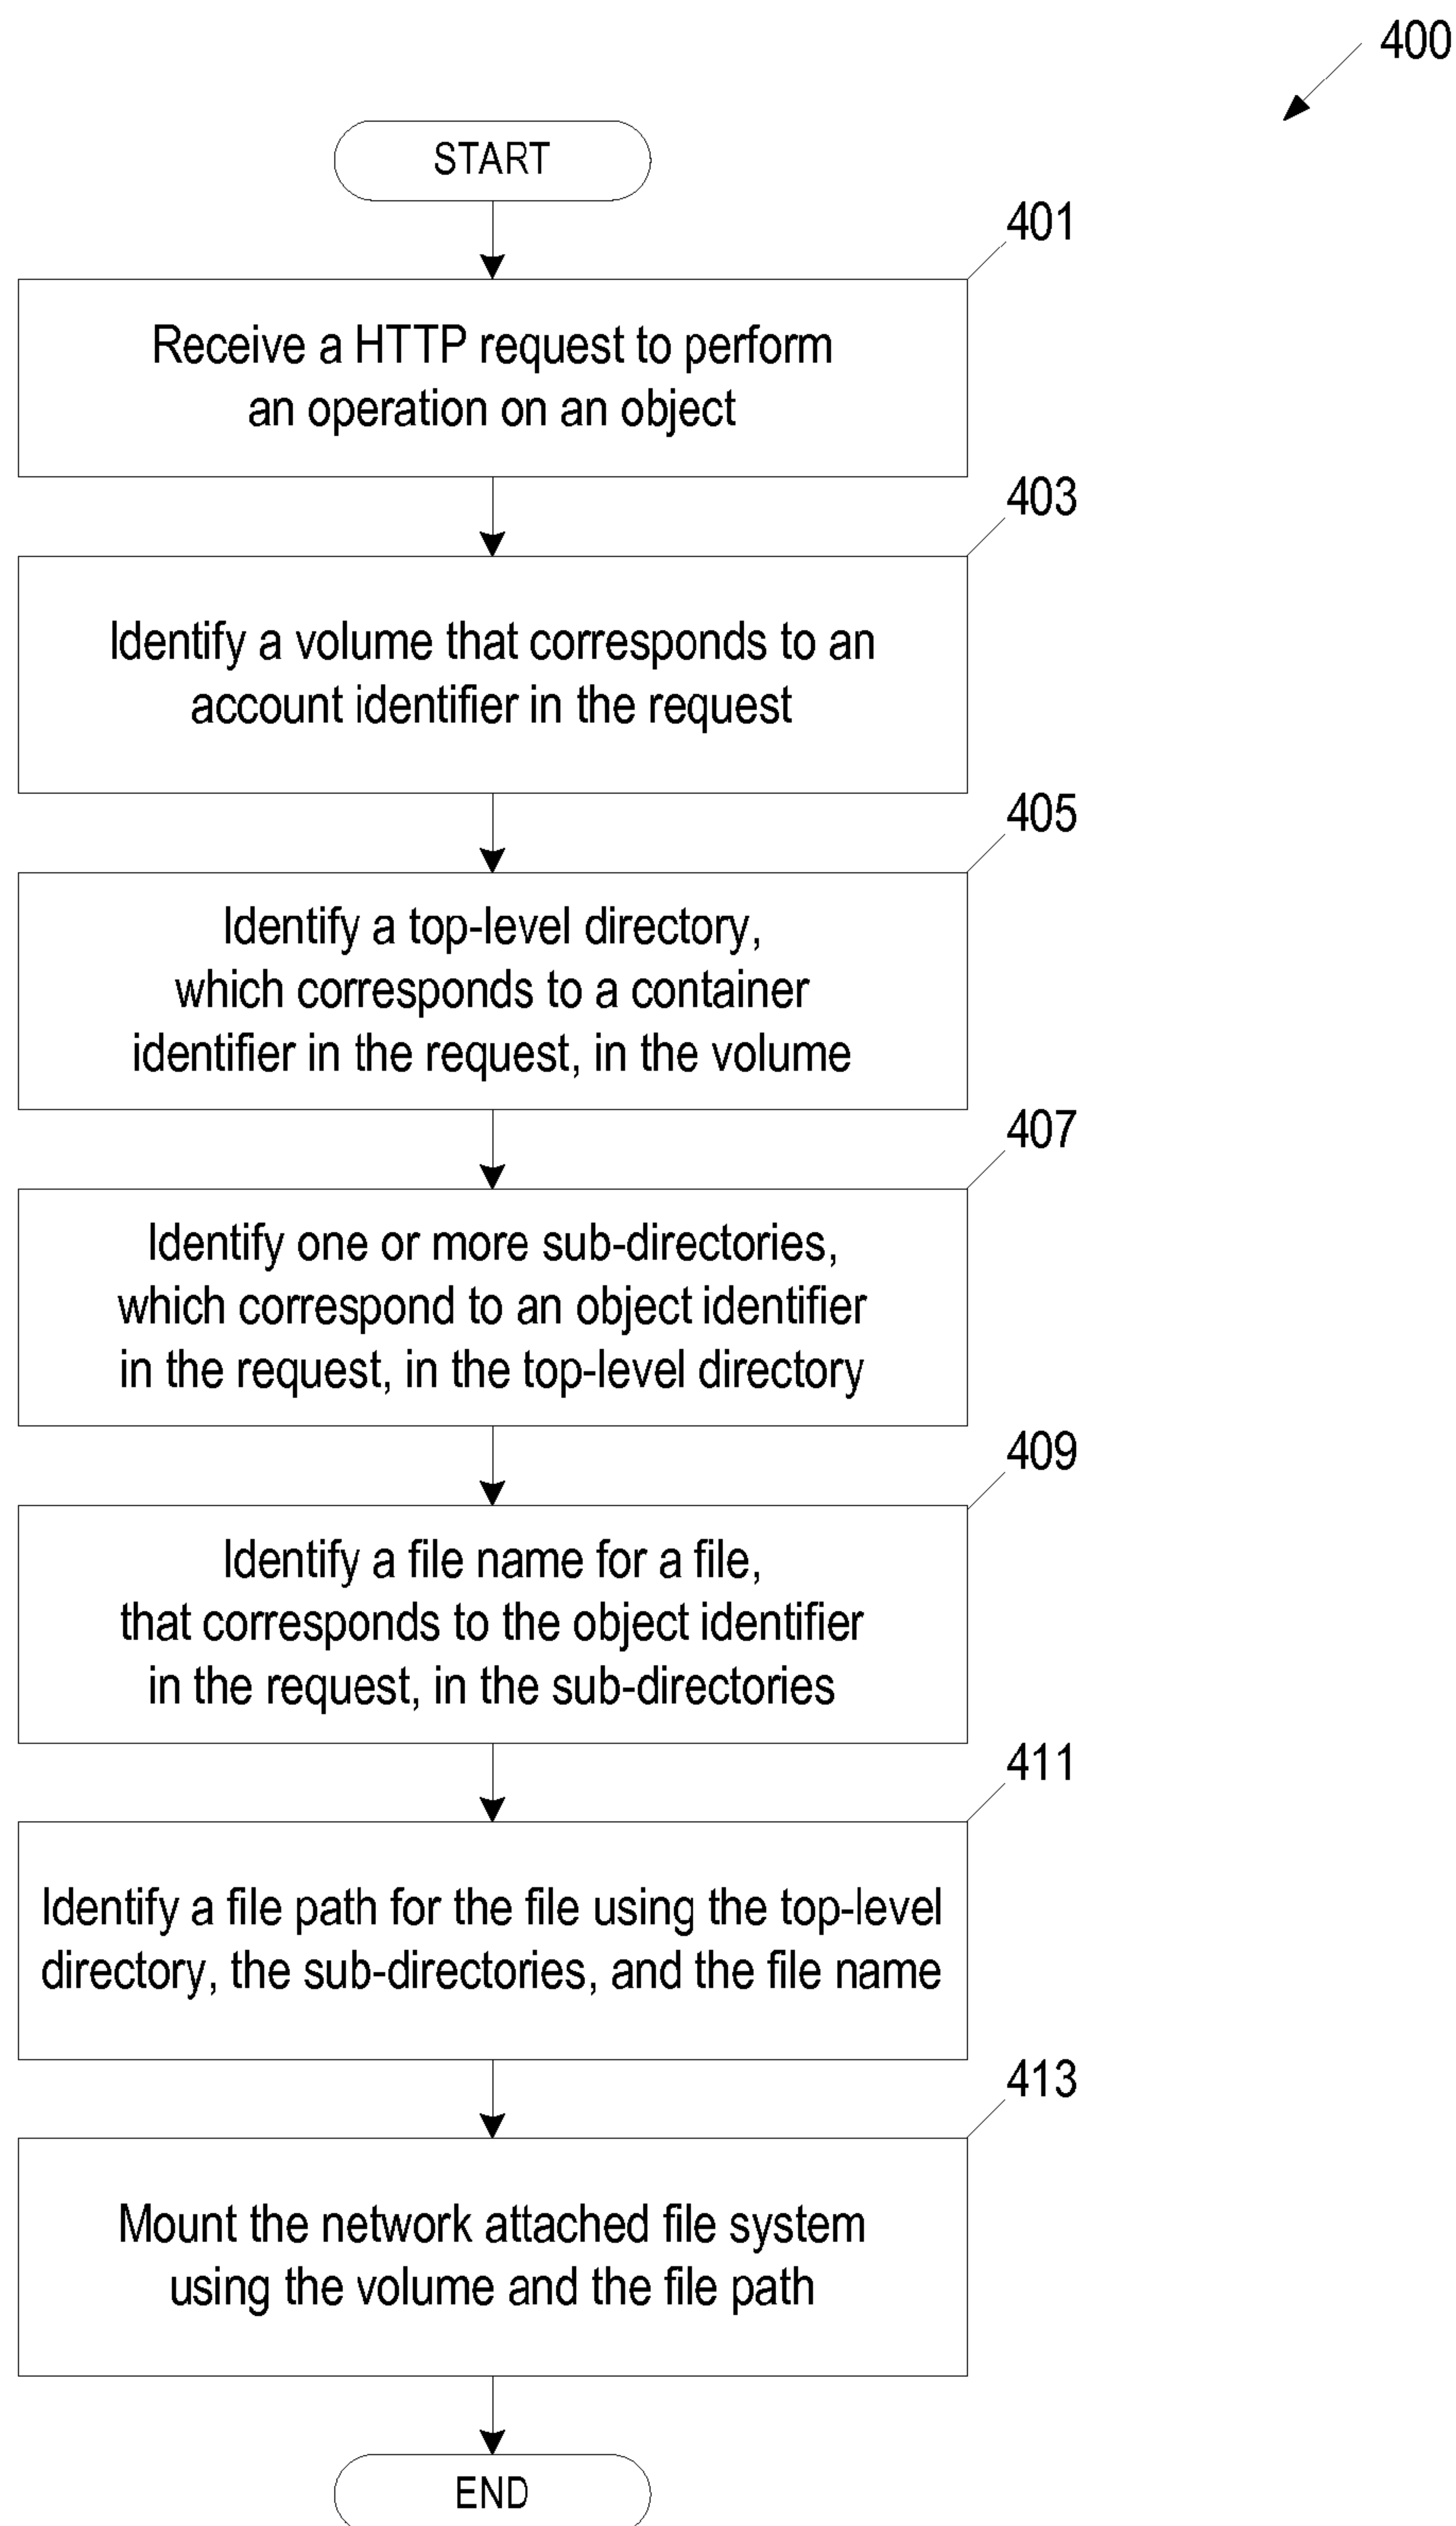 400
START
401
Receive a HTTP request to perform
an operation on an object
403
Identify a volume that corresponds to an
account identifier in the request
405
Identify a top-level directory,
which corresponds to a container
identifier in the request, in the volume
407
Identify one or more sub-directories,
which correspond to an object identifier
in the request, in the top-level directory
409
Identify a file name for a file,
that corresponds to the object identifier
in the request, in the sub-directories
411
Identify a file path for the file using the top-level
directory, the sub-directories, and the file name
413
Mount the network attached file system
using the volume and the file path
END